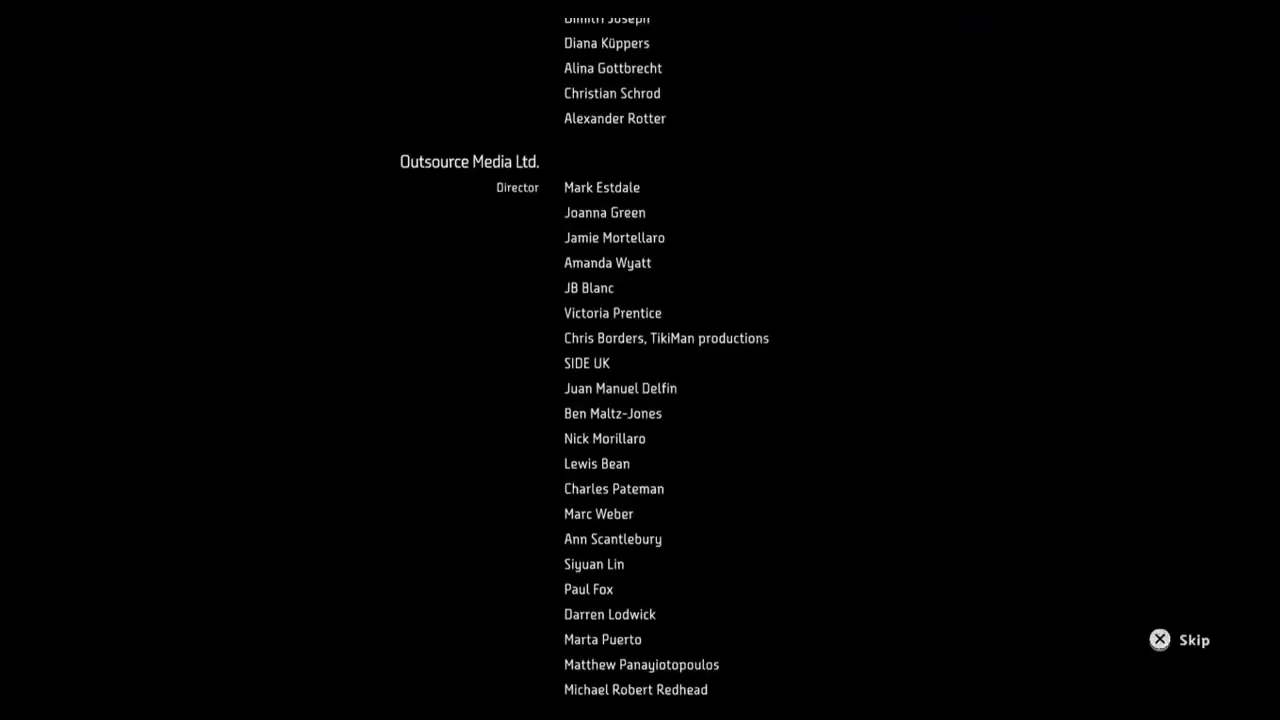 Dimitri Joseph
Diana Küppers
Alina Gottbrecht
Christian Schrod
Alexander Rotter
Outsource Media Ltd.
Director Mark Estdale
Joanna Green
Jamie Mortellaro
Amanda Wyatt
JB Blanc
Victoria Prentice
Chris Borders, TikiMan productions
SIDE UK
Juan Manuel Delfin
Ben Maltz-Jones
Nick Morillaro
Lewis Bean
Charles Pateman
Marc Weber
Ann Scantlebury
Siyuan Lin
Paul Fox
Darren Lodwick
Marta Puerto
Skip
Matthew Panayiotopoulos
Michael Robert Redhead